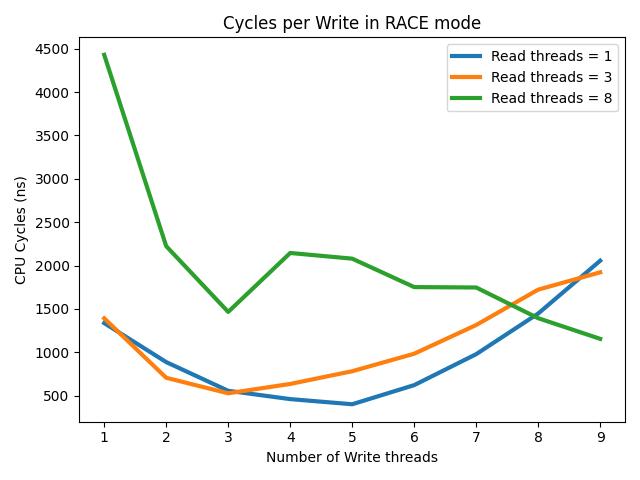 Cycles per Write in RACE mode
Read threads = 1
Read threads = 3
Read threads = 8
CPU Cycles (ns)
4500
4000
3500
3000
2500
2000
1500
1000
500
1 2 3 4 5 6 7 8 9
Number of Write threads